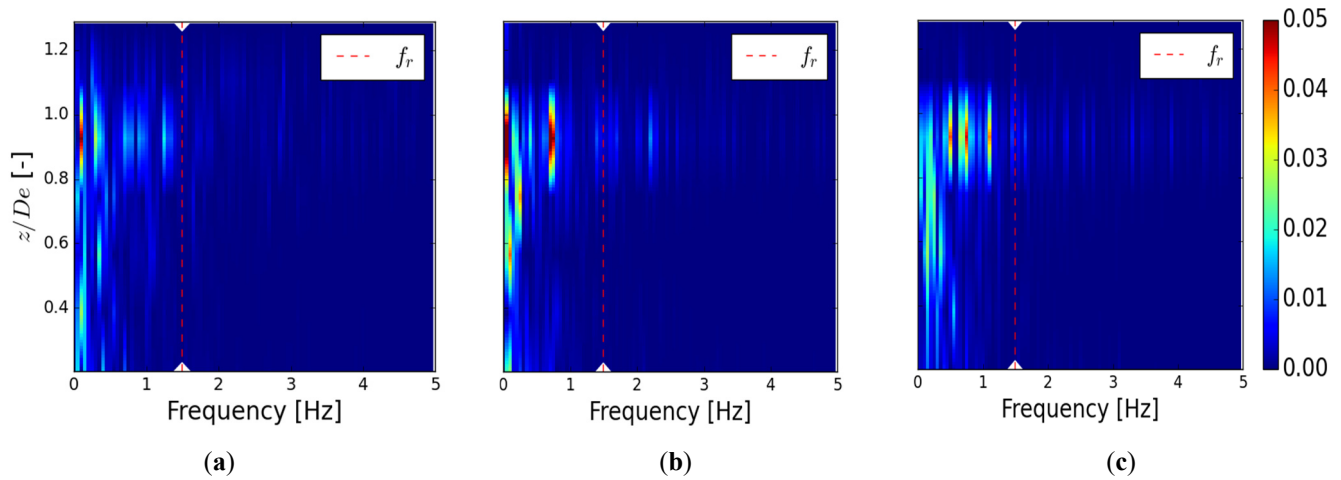 z/De [-]
1.2
1.0
0.8
0.6
0.4
f_r
0 1 2 3 4 5
Frequency [Hz]
(a)
f_r
0 1 2 3 4 5
Frequency [Hz]
(b)
f_r
0 1 2 3 4 5
Frequency [Hz]
(c)
0.05
0.04
0.03
0.02
0.01
0.00